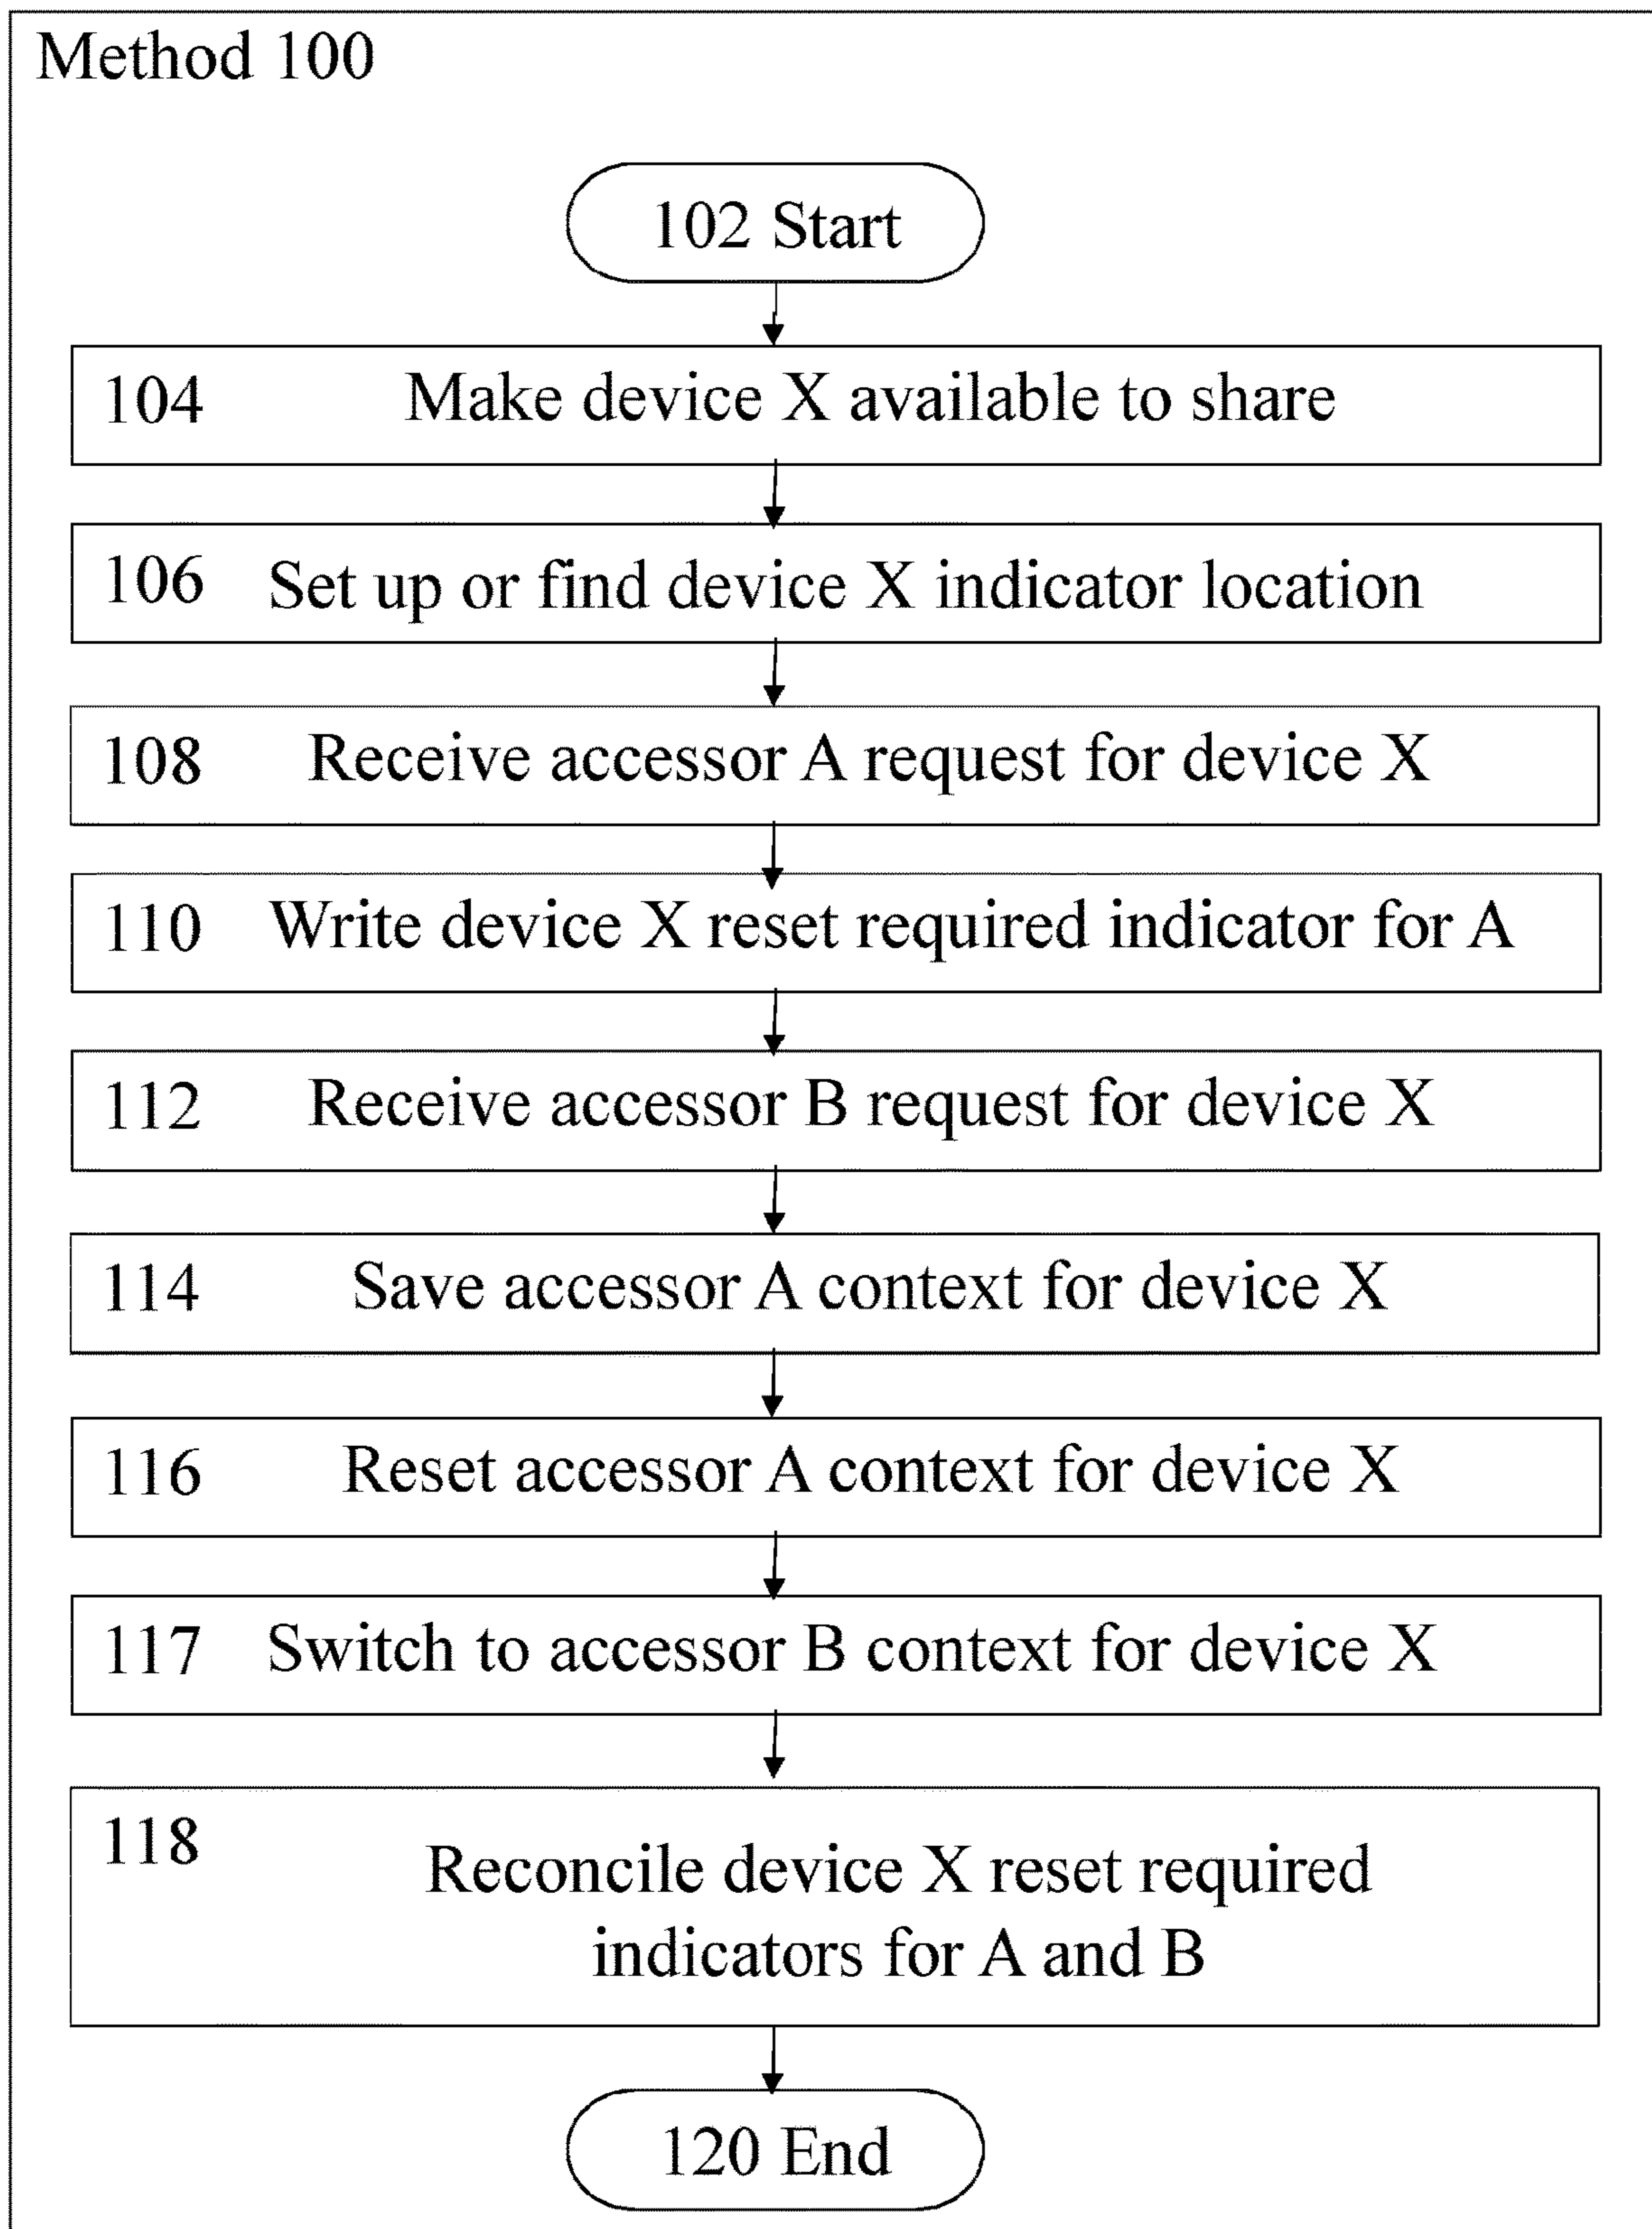 Method 100
102 Start
104 Make device X available to share
106 Set up or find device X indicator location
108 Receive accessor A request for device X
110 Write device X reset required indicator for A
112 Receive accessor B request for device X
114 Save accessor A context for device X
116 Reset accessor A context for device X
117 Switch to accessor B context for device X
118 Reconcile device X reset required
indicators for A and B
120 End